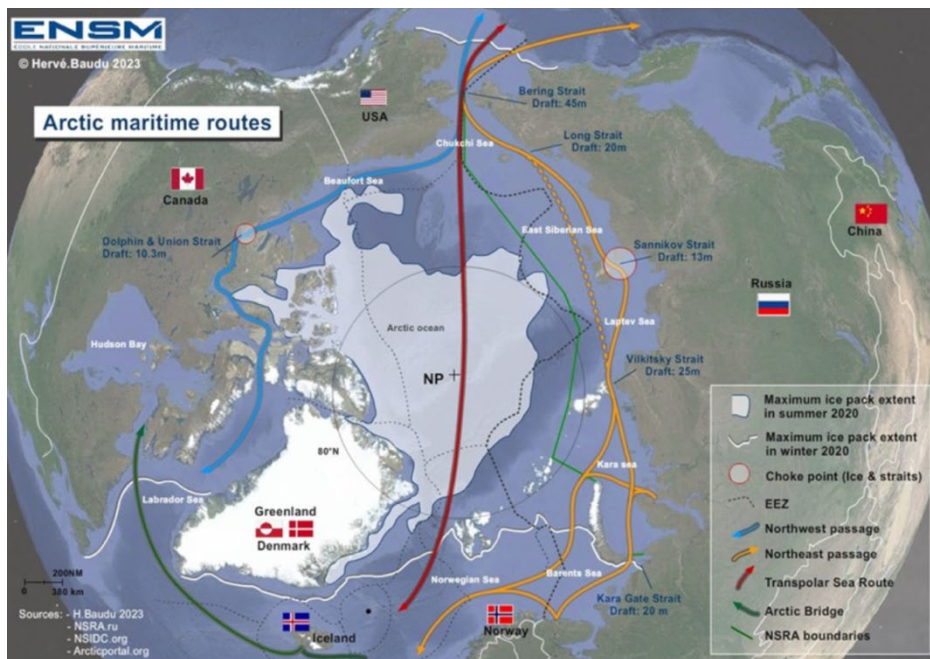 ENSM
ÉCOLE NATIONALE SUPÉRIEURE MARITIME
© Hervé.Baudu 2023
Arctic maritime routes
USA
Bering Strait
Draft: 45m
Long Strait
Draft: 20m
Chukchi Sea
Beaufort Sea
Canada
Dolphin & Union Strait
Draft: 10.3m
East Siberian Sea
Sannikov Strait
Draft: 13m
China
Russia
Laptev Sea
Arctic ocean
Hudson Bay
NP
Vilkitsky Strait
Draft: 25m
80°N
Kara sea
Labrador Sea
Greenland
Denmark
Norwegian Sea
Barents Sea
Kara Gate Strait
Draft: 20 m
Norway
Iceland
200NM
0 380 km
Sources: - H.Baudu 2023
- NSRA.ru
- NSIDC.org
- Arcticportal.org
Maximum ice pack extent
in summer 2020
Maximum ice pack extent
in winter 2020
Choke point (Ice & straits)
EEZ
Northwest passage
Northeast passage
Transpolar Sea Route
Arctic Bridge
NSRA boundaries